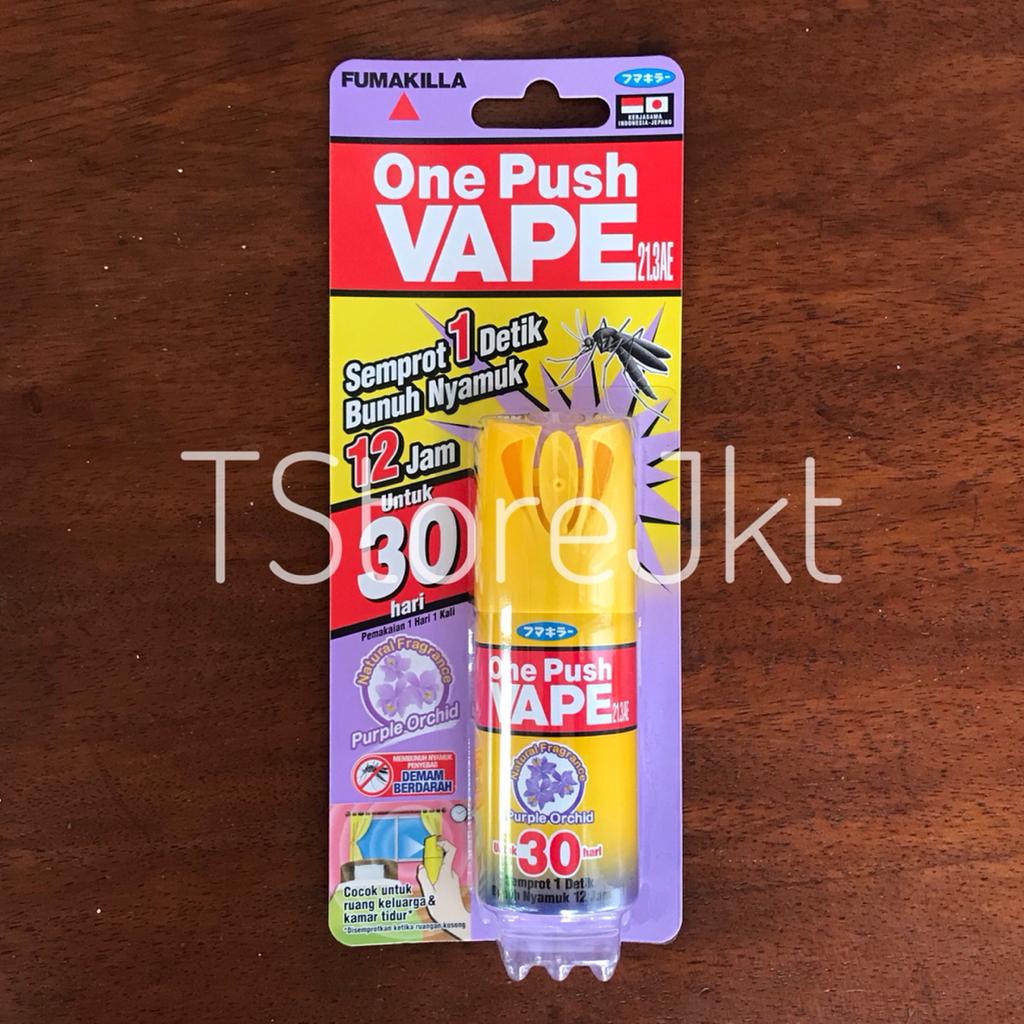 FUMAKILLA
フマキラー
KERJASAMA
INDONESIA-JEPANG
One Push
VAPE
21.3AE
Semprot 1 Detik
Bunuh Nyamuk
12 Jam
Untuk
30
hari
Pemakaian 1 Hari 1 Kali
Natural Fragrance
Purple Orchid
MEMBUNUH NYAMUK
PENYEBAB
DEMAM
BERDARAH
Cocok untuk
ruang keluarga &
kamar tidur*
*Disemprotkan ketika ruangan kosong
TStoreJkt
フマキラー
One Push
VAPE
21.3AE
Natural Fragrance
Purple Orchid
Untuk 30 hari
Semprot 1 Detik
Bunuh Nyamuk 12 Jam